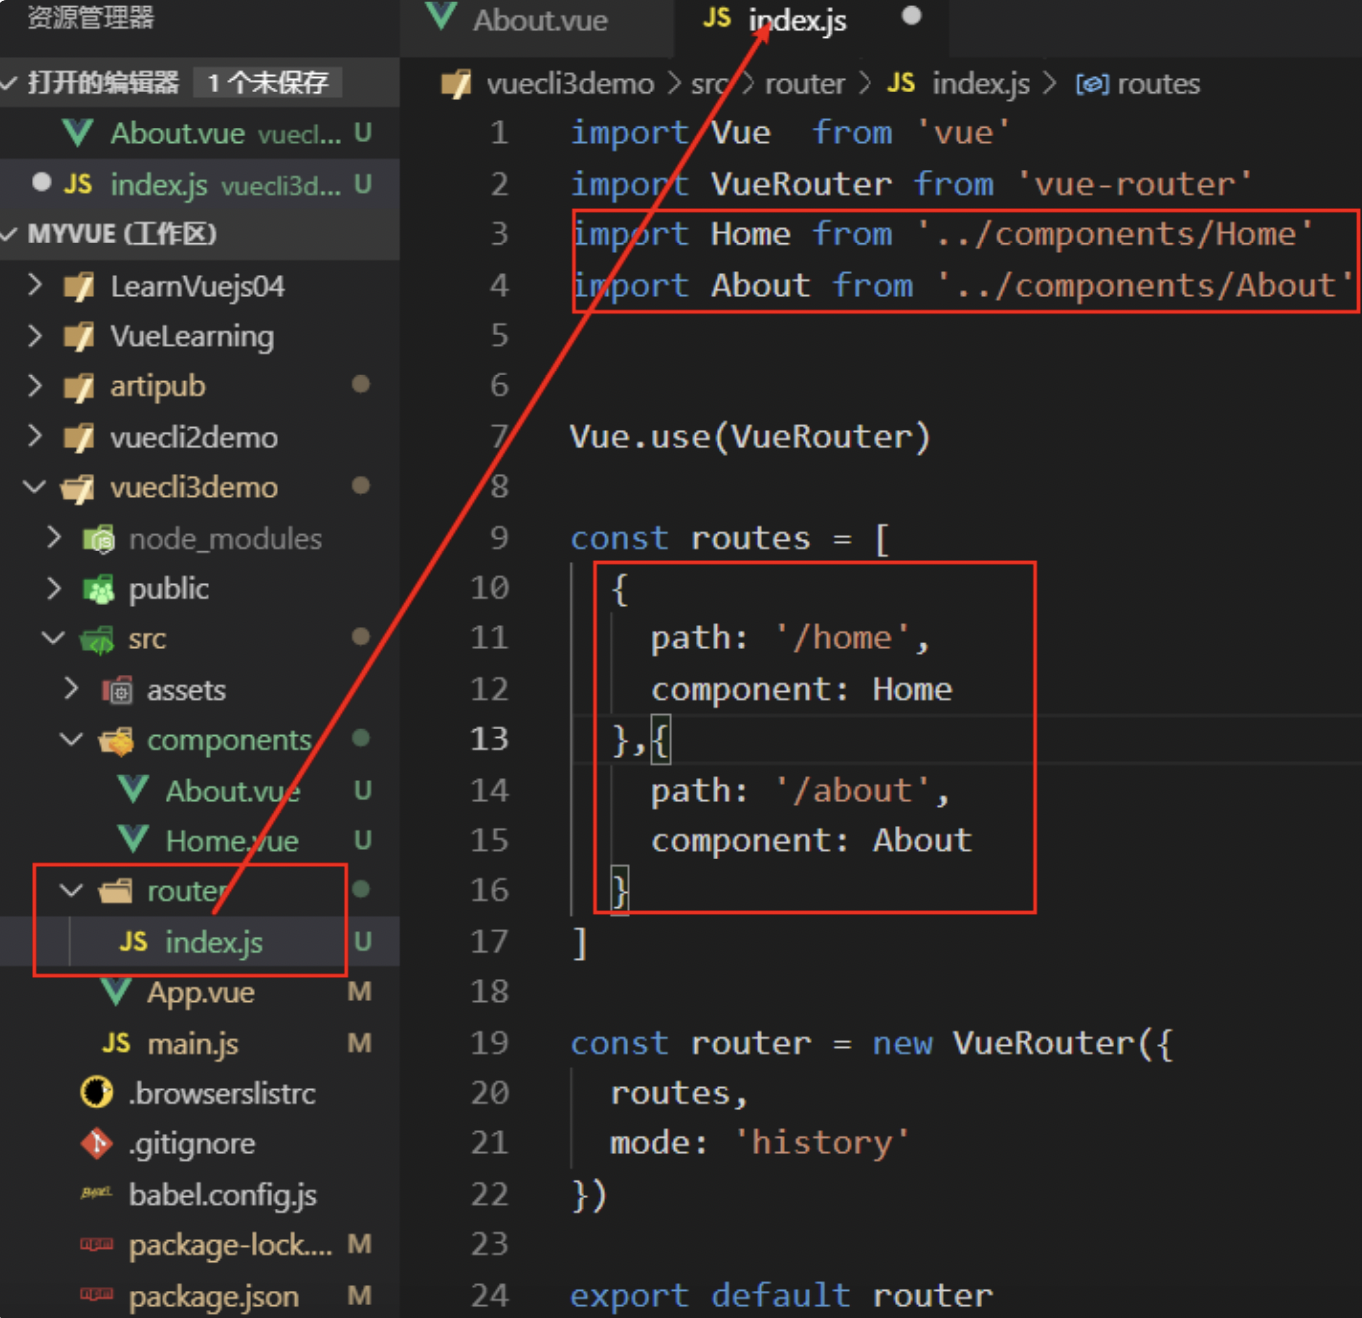 资源管理器
打开的编辑器 1 个未保存
About.vue vuecl... U
JS index.js vuecli3d... U
MYVUE (工作区)
LearnVuejs04
VueLearning
artipub
vuecli2demo
vuecli3demo
node_modules
public
src
assets
components
About.vue U
Home.vue U
router
JS index.js U
App.vue M
JS main.js M
.browserslistrc
.gitignore
babel.config.js
package-lock.... M
package.json M
About.vue JS index.js
vuecli3demo > src > router > JS index.js > routes
1 import Vue  from 'vue'
2 import VueRouter from 'vue-router'
3 import Home from '../components/Home'
4 import About from '../components/About'
5
6
7 Vue.use(VueRouter)
8
9 const routes = [
10 {
11 path: '/home',
12 component: Home
13 },{
14 path: '/about',
15 component: About
16 }
17 ]
18
19 const router = new VueRouter({
20 routes,
21 mode: 'history'
22 })
23
24 export default router